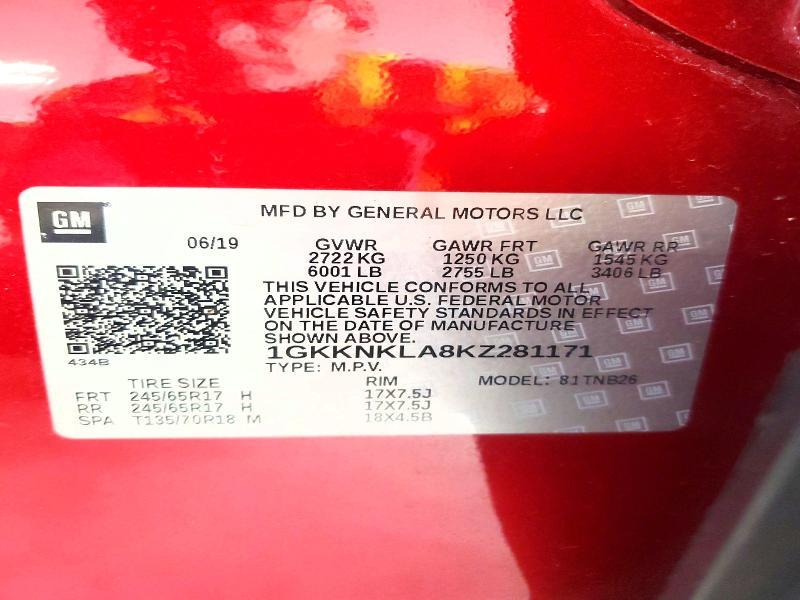 GM
MFD BY GENERAL MOTORS LLC
06/19 GVWR GAWR FRT GAWR RR
2722 KG 1250 KG 1545 KG
6001 LB 2755 LB 3406 LB
THIS VEHICLE CONFORMS TO ALL
APPLICABLE U.S. FEDERAL MOTOR
VEHICLE SAFETY STANDARDS IN EFFECT
ON THE DATE OF MANUFACTURE
SHOWN ABOVE.
434B 1GKKNKLA8KZ281171
TYPE: M.P.V. MODEL: 81TNB26
TIRE SIZE RIM
FRT 245/65R17 H 17X7.5J
RR 245/65R17 H 17X7.5J
SPA T135/70R18 M 18X4.5B